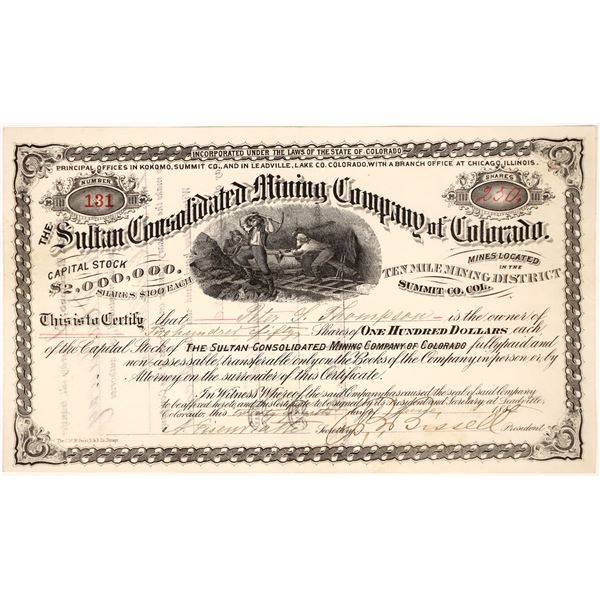 INCORPORATED UNDER THE LAWS OF THE STATE OF COLORADO
PRINCIPAL OFFICES IN KOKOMO, SUMMIT CO., AND IN LEADVILLE, LAKE CO. COLORADO, WITH A BRANCH OFFICE AT CHICAGO, ILLINOIS.
NUMBER
131
SHARES
250
THE Sultan Consolidated Mining Company of Colorado.
CAPITAL STOCK
$2,000,000.
SHARES $100 EACH.
MINES LOCATED
IN THE
TEN MILE MINING DISTRICT
SUMMIT CO., COL.
This is to Certify that Thompson is the owner of
hundred fifty Shares of ONE HUNDRED DOLLARS each,
of the Capital Stock of THE SULTAN CONSOLIDATED MINING COMPANY OF COLORADO fully paid and
non-assessable, transferable only on the Books of the Company in person or by
Attorney on the surrender of this Certificate.
In Witness Whereof the said Company has caused the seal of said Company
to be affixed hereto, and this Certificate to be signed by its President and Secretary at Leadville,
Colorado, this day of
Secretary Bissell President